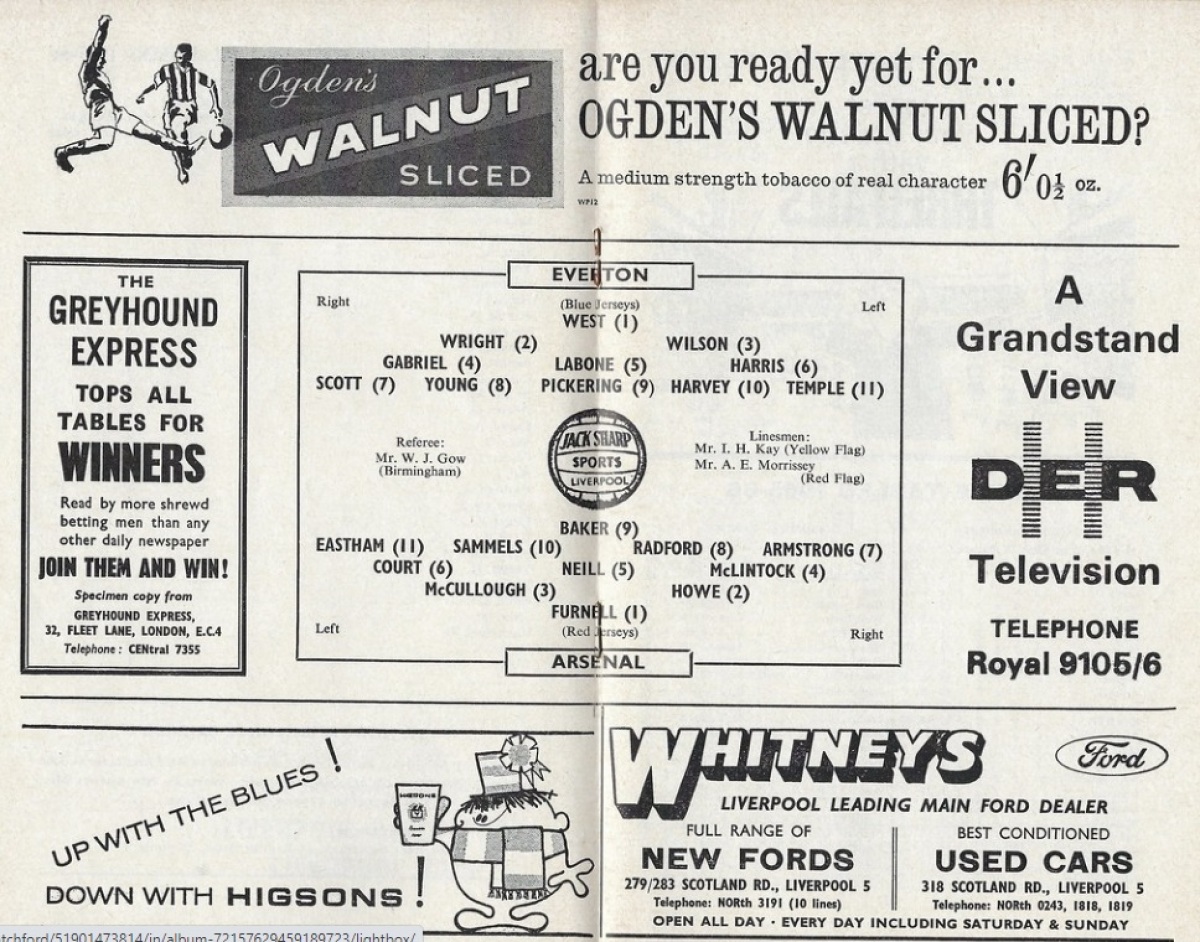 Ogden's
WALNUT
SLICED
are you ready yet for...
OGDEN'S WALNUT SLICED?
A medium strength tobacco of real character 6'0½ oz.
WP12
THE
GREYHOUND
EXPRESS
TOPS ALL
TABLES FOR
WINNERS
Read by more shrewd
betting men than any
other daily newspaper
JOIN THEM AND WIN!
Specimen copy from
GREYHOUND EXPRESS,
32, FLEET LANE, LONDON, E.C.4
Telephone : CENtral 7355
EVERTON
Right
(Blue Jerseys)
Left
WEST (1)
WRIGHT (2) WILSON (3)
GABRIEL (4) LABONE (5) HARRIS (6)
SCOTT (7) YOUNG (8) PICKERING (9) HARVEY (10) TEMPLE (11)
Referee:
Mr. W. J. Gow
(Birmingham)
JACK SHARP
SPORTS
LIVERPOOL
Linesmen:
Mr. I. H. Kay (Yellow Flag)
Mr. A. E. Morrissey
(Red Flag)
BAKER (9)
EASTHAM (11) SAMMELS (10) RADFORD (8) ARMSTRONG (7)
COURT (6) NEILL (5) McLINTOCK (4)
McCULLOUGH (3) HOWE (2)
FURNELL (1)
Left
(Red Jerseys)
Right
ARSENAL
A
Grandstand
View
DER
Television
TELEPHONE
Royal 9105/6
UP WITH THE BLUES !
DOWN WITH HIGSONS !
HIGSONS
WHITNEY'S
Ford
LIVERPOOL LEADING MAIN FORD DEALER
FULL RANGE OF
NEW FORDS
279/283 SCOTLAND RD., LIVERPOOL 5
Telephone: NORth 3191 (10 lines)
BEST CONDITIONED
USED CARS
318 SCOTLAND RD., LIVERPOOL 5
Telephone: NORth 0243, 1818, 1819
OPEN ALL DAY · EVERY DAY INCLUDING SATURDAY & SUNDAY
tchford/51901473814/in/album-72157629459189723/lightbox/